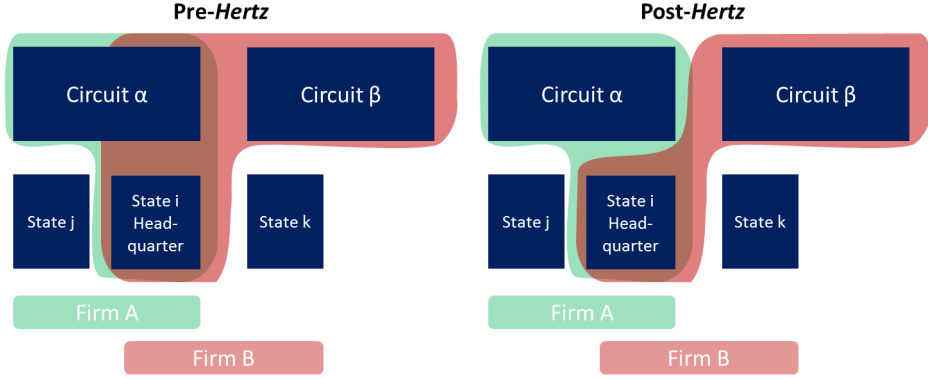 Pre-Hertz
Post-Hertz
Circuit α
Circuit β
Circuit α
Circuit β
State j
State i
Head-
quarter
State k
State j
State i
Head-
quarter
State k
Firm A
Firm A
Firm B
Firm B